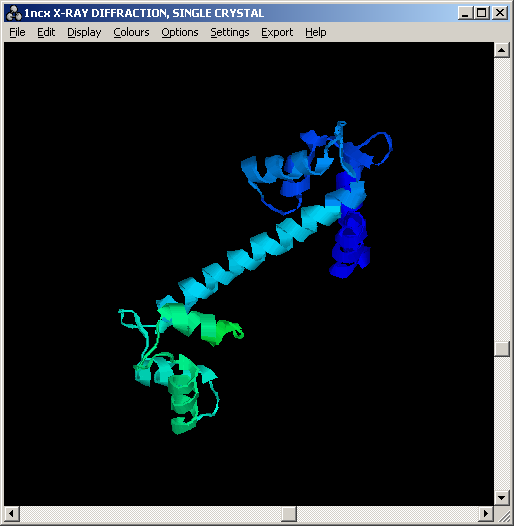 1ncx X-RAY DIFFRACTION, SINGLE CRYSTAL
File Edit Display Colours Options Settings Export Help